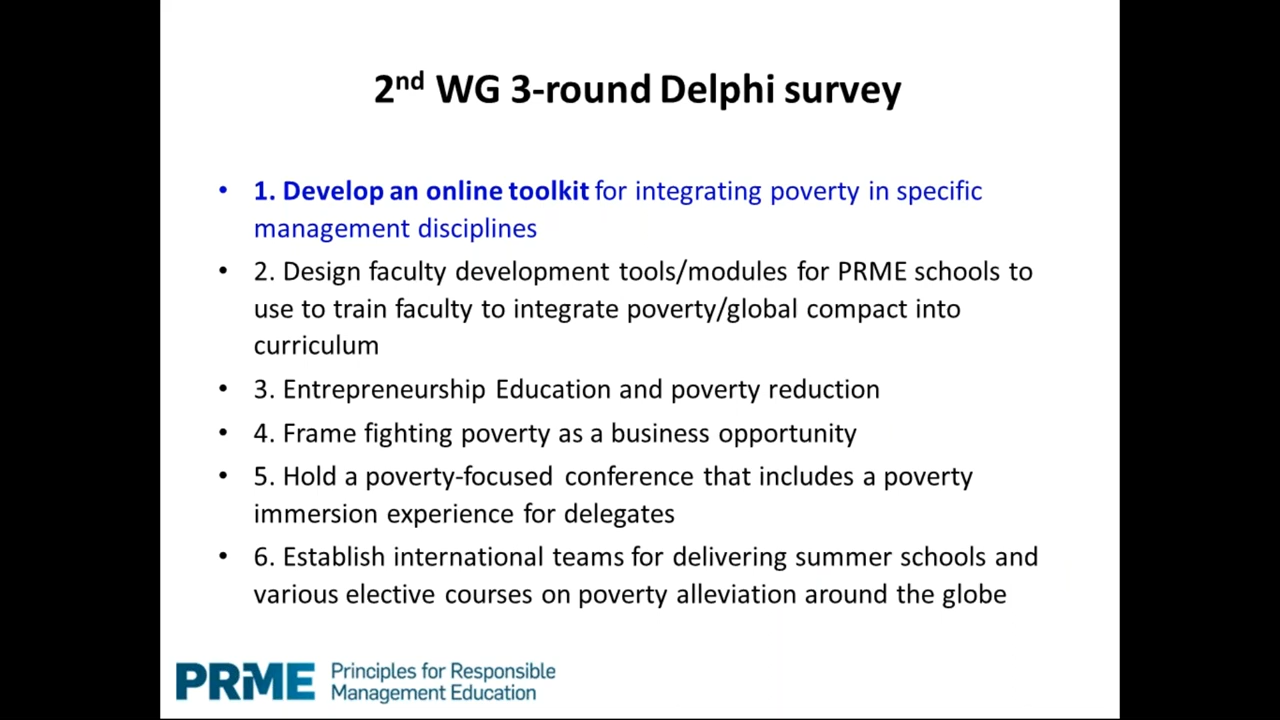 2nd WG 3-round Delphi survey
• 1. Develop an online toolkit for integrating poverty in specific
management disciplines
• 2. Design faculty development tools/modules for PRME schools to
use to train faculty to integrate poverty/global compact into
curriculum
• 3. Entrepreneurship Education and poverty reduction
• 4. Frame fighting poverty as a business opportunity
• 5. Hold a poverty-focused conference that includes a poverty
immersion experience for delegates
• 6. Establish international teams for delivering summer schools and
various elective courses on poverty alleviation around the globe
PRME Principles for Responsible
Management Education